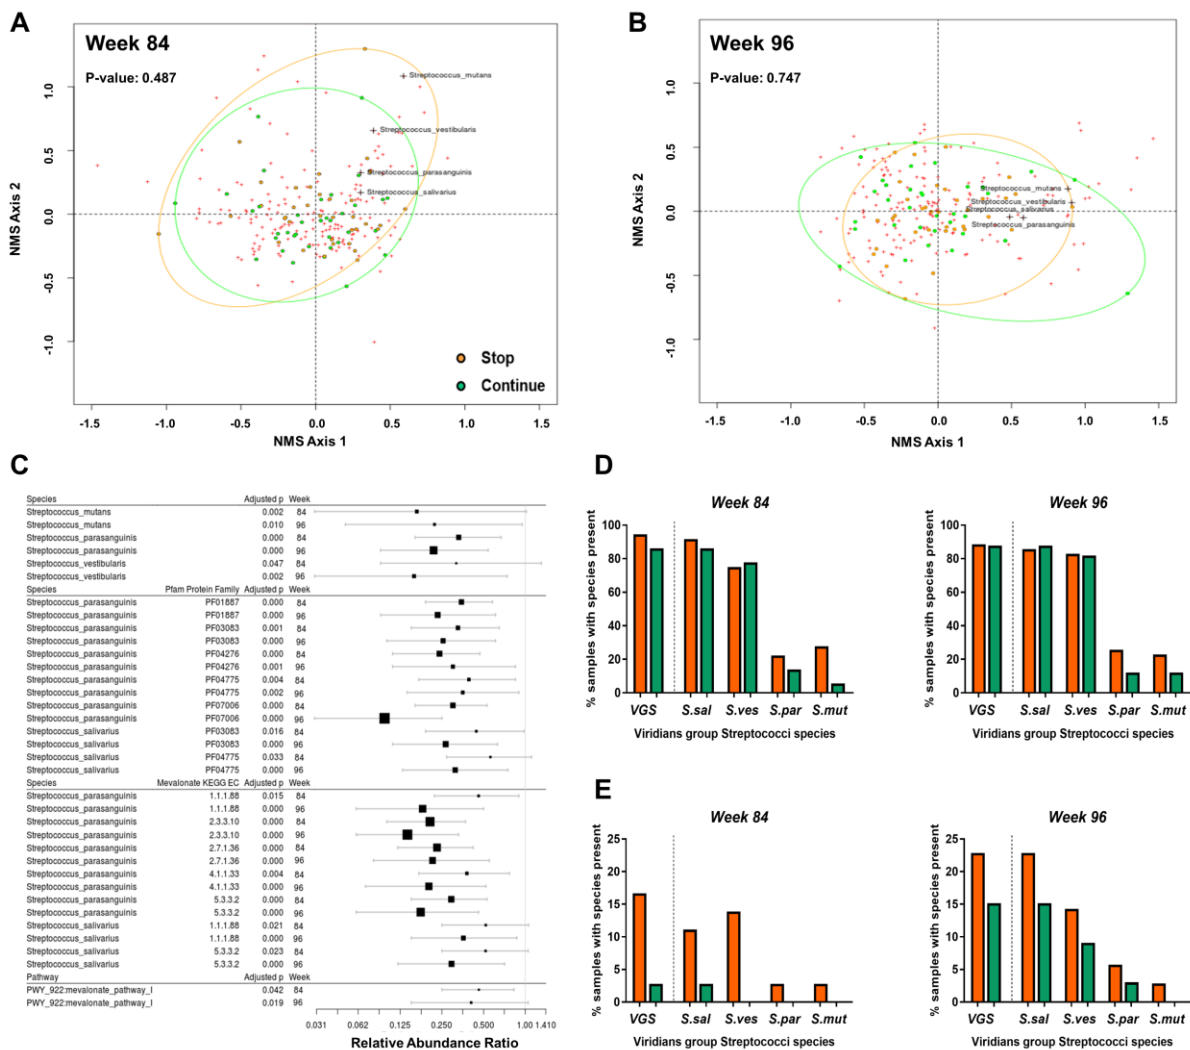 A
Week 84
P-value: 0.487
Streptococcus_mutans
Streptococcus_vestibularis
Streptococcus_parasanguinis
Streptococcus_salivarius
Stop
Continue
NMS Axis 2
1.0
0.5
0.0
-0.5
-1.0
-1.5 -1.0 -0.5 0.0 0.5 1.0 1.5
NMS Axis 1
B
Week 96
P-value: 0.747
Streptococcus_mutans
Streptococcus_vestibularis
Streptococcus_salivarius
Streptococcus_parasanguinis
NMS Axis 2
1.0
0.5
0.0
-0.5
-1.0
-1.5 -1.0 -0.5 0.0 0.5 1.0 1.5
NMS Axis 1
C
Species Adjusted p Week
Streptococcus_mutans 0.002 84
Streptococcus_mutans 0.010 96
Streptococcus_parasanguinis 0.000 84
Streptococcus_parasanguinis 0.000 96
Streptococcus_vestibularis 0.047 84
Streptococcus_vestibularis 0.002 96
Species Pfam Protein Family Adjusted p Week
Streptococcus_parasanguinis PF01887 0.000 84
Streptococcus_parasanguinis PF01887 0.000 96
Streptococcus_parasanguinis PF03083 0.001 84
Streptococcus_parasanguinis PF03083 0.000 96
Streptococcus_parasanguinis PF04276 0.000 84
Streptococcus_parasanguinis PF04276 0.001 96
Streptococcus_parasanguinis PF04775 0.004 84
Streptococcus_parasanguinis PF04775 0.002 96
Streptococcus_parasanguinis PF07006 0.000 84
Streptococcus_parasanguinis PF07006 0.000 96
Streptococcus_salivarius PF03083 0.016 84
Streptococcus_salivarius PF03083 0.000 96
Streptococcus_salivarius PF04775 0.033 84
Streptococcus_salivarius PF04775 0.000 96
Species Mevalonate KEGG EC Adjusted p Week
Streptococcus_parasanguinis 1.1.1.88 0.015 84
Streptococcus_parasanguinis 1.1.1.88 0.000 96
Streptococcus_parasanguinis 2.3.3.10 0.000 84
Streptococcus_parasanguinis 2.3.3.10 0.000 96
Streptococcus_parasanguinis 2.7.1.36 0.000 84
Streptococcus_parasanguinis 2.7.1.36 0.000 96
Streptococcus_parasanguinis 4.1.1.33 0.004 84
Streptococcus_parasanguinis 4.1.1.33 0.000 96
Streptococcus_parasanguinis 5.3.3.2 0.000 84
Streptococcus_parasanguinis 5.3.3.2 0.000 96
Streptococcus_salivarius 1.1.1.88 0.021 84
Streptococcus_salivarius 1.1.1.88 0.000 96
Streptococcus_salivarius 5.3.3.2 0.023 84
Streptococcus_salivarius 5.3.3.2 0.000 96
Pathway Adjusted p Week
PWY_922:mevalonate_pathway_I 0.042 84
PWY_922:mevalonate_pathway_I 0.019 96
0.031 0.062 0.125 0.250 0.500 1.00 1.410
Relative Abundance Ratio
D
Week 84
% samples with species present
100
80
60
40
20
0
VGS S.sal S.ves S.par S.mut
Viridians group Streptococci species
Week 96
% samples with species present
100
80
60
40
20
0
VGS S.sal S.ves S.par S.mut
Viridians group Streptococci species
E
Week 84
% samples with species present
25
20
15
10
5
0
VGS S.sal S.ves S.par S.mut
Viridians group Streptococci species
Week 96
% samples with species present
25
20
15
10
5
0
VGS S.sal S.ves S.par S.mut
Viridians group Streptococci species